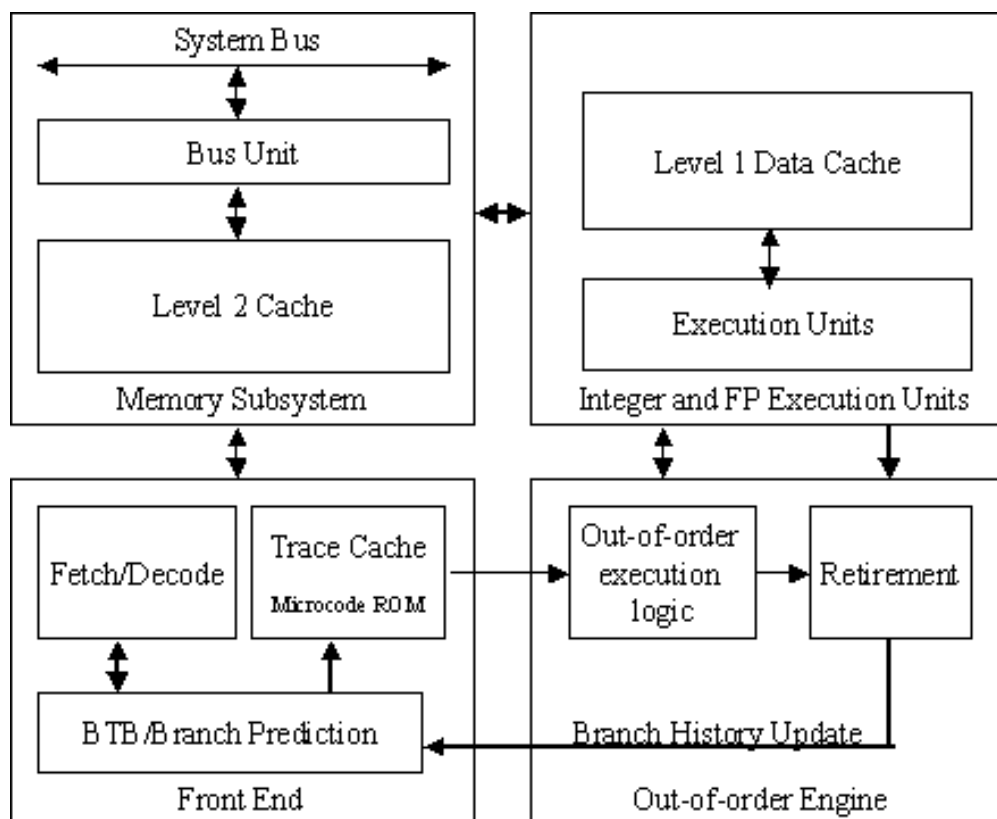 System Bus
Bus Unit
Level 2 Cache
Memory Subsystem
Level 1 Data Cache
Execution Units
Integer and FP Execution Units
Fetch/Decode
Trace Cache
Microcode ROM
BTB/Branch Prediction
Front End
Out-of-order
execution
logic
Retirement
Branch History Update
Out-of-order Engine